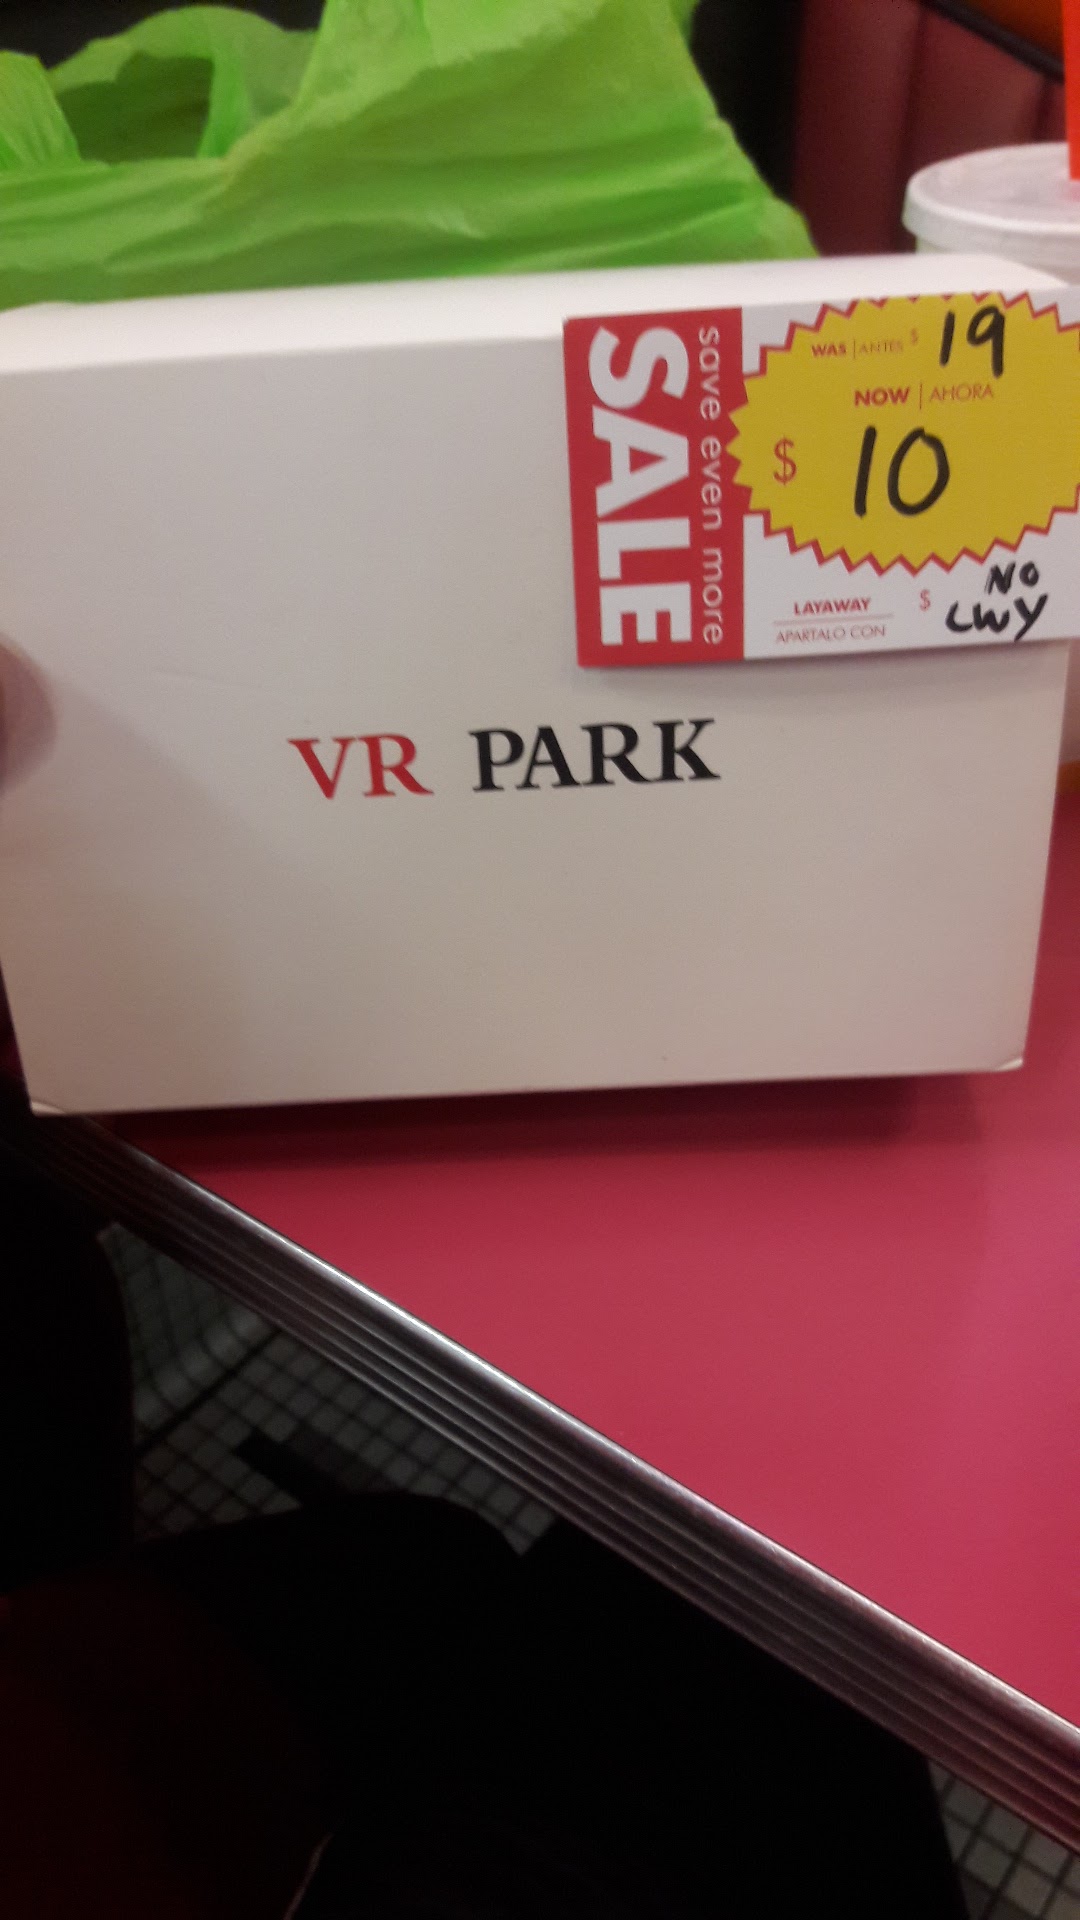 SALE
save even more
WAS | ANTES $ 19
NOW | AHORA
$ 10
LAYAWAY $ NO
APARTALO CON LWY
VR PARK